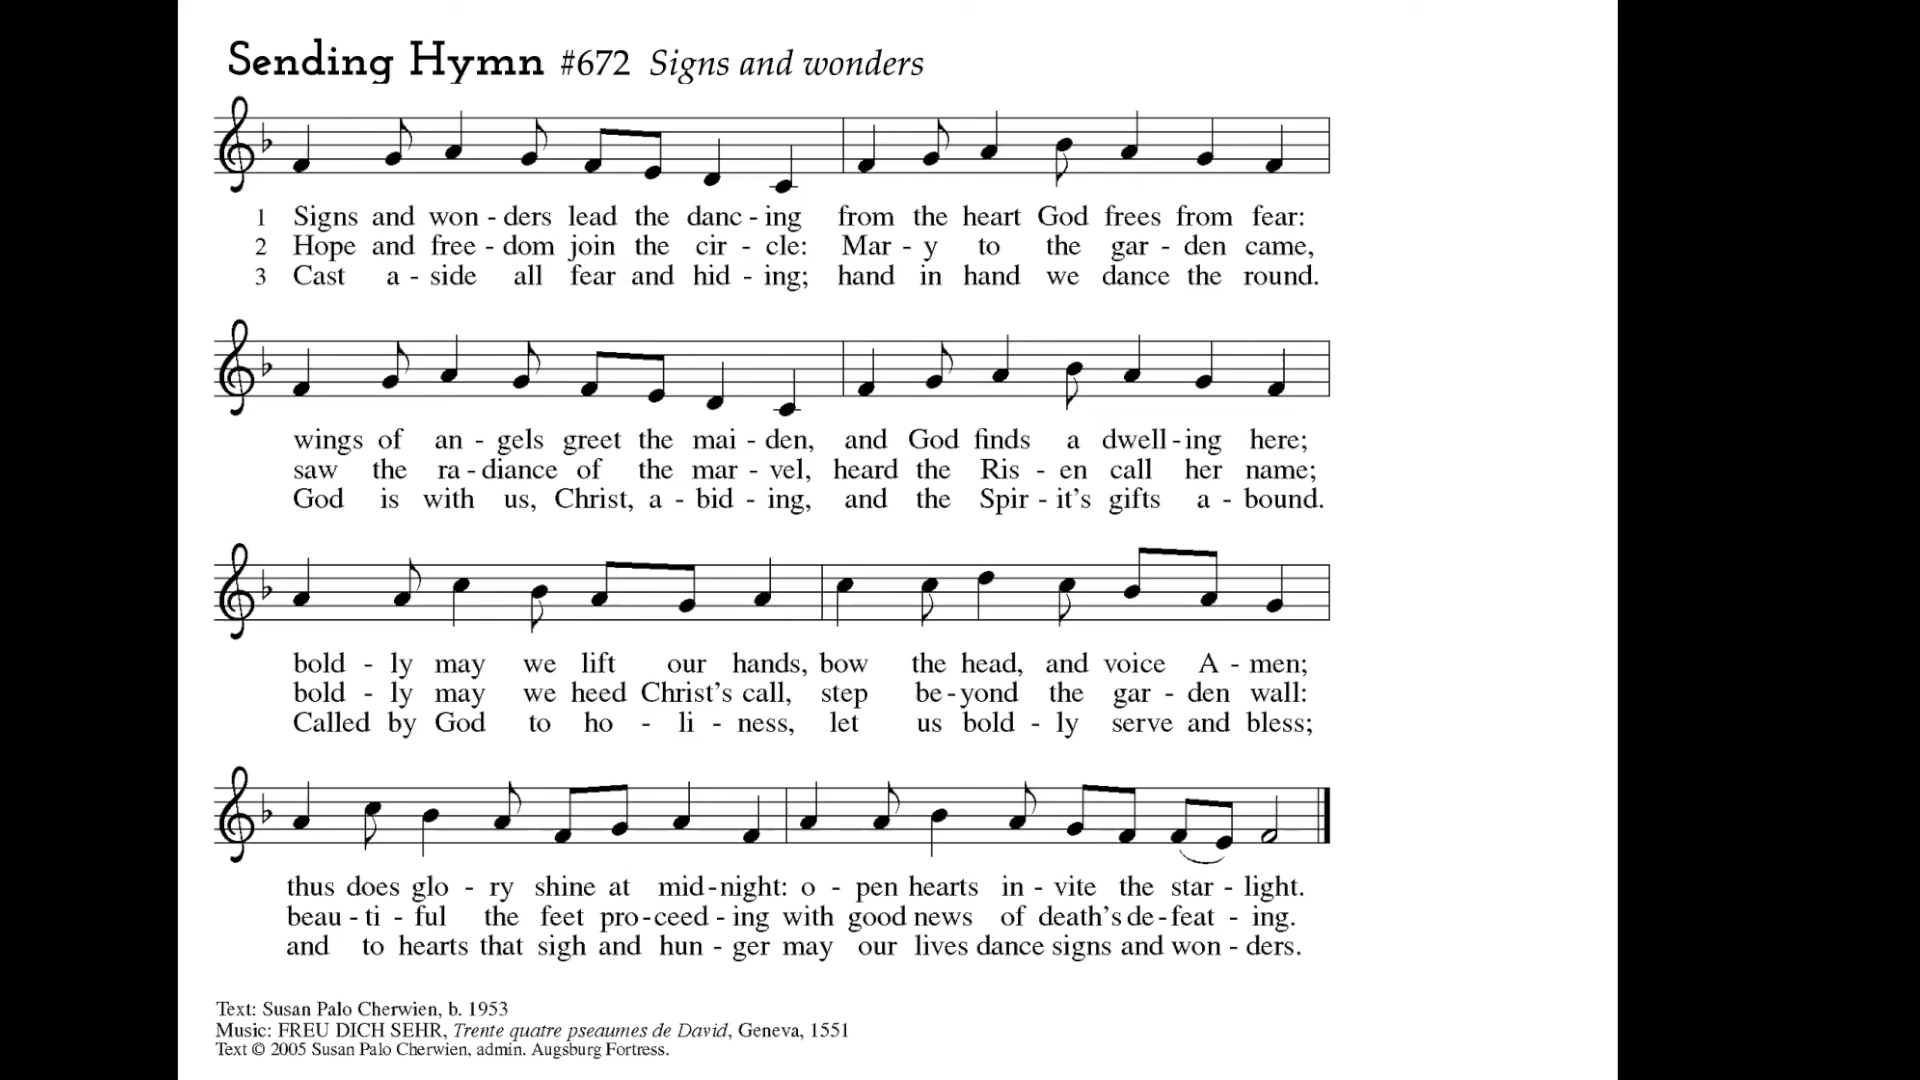 Sending Hymn #672 Signs and wonders
1 Signs and won - ders lead the danc - ing from the heart God frees from fear:
2 Hope and free - dom join the cir - cle: Mar - y to the gar - den came,
3 Cast a - side all fear and hid - ing; hand in hand we dance the round.
wings of an - gels greet the mai - den, and God finds a dwell - ing here;
saw the ra - diance of the mar - vel, heard the Ris - en call her name;
God is with us, Christ, a - bid - ing, and the Spir - it's gifts a - bound.
bold - ly may we lift our hands, bow the head, and voice A - men;
bold - ly may we heed Christ's call, step be - yond the gar - den wall:
Called by God to ho - li - ness, let us bold - ly serve and bless;
thus does glo - ry shine at mid - night: o - pen hearts in - vite the star - light.
beau - ti - ful the feet pro - ceed - ing with good news of death's de - feat - ing.
and to hearts that sigh and hun - ger may our lives dance signs and won - ders.
Text: Susan Palo Cherwien, b. 1953
Music: FREU DICH SEHR, Trente quatre pseaumes de David, Geneva, 1551
Text © 2005 Susan Palo Cherwien, admin. Augsburg Fortress.